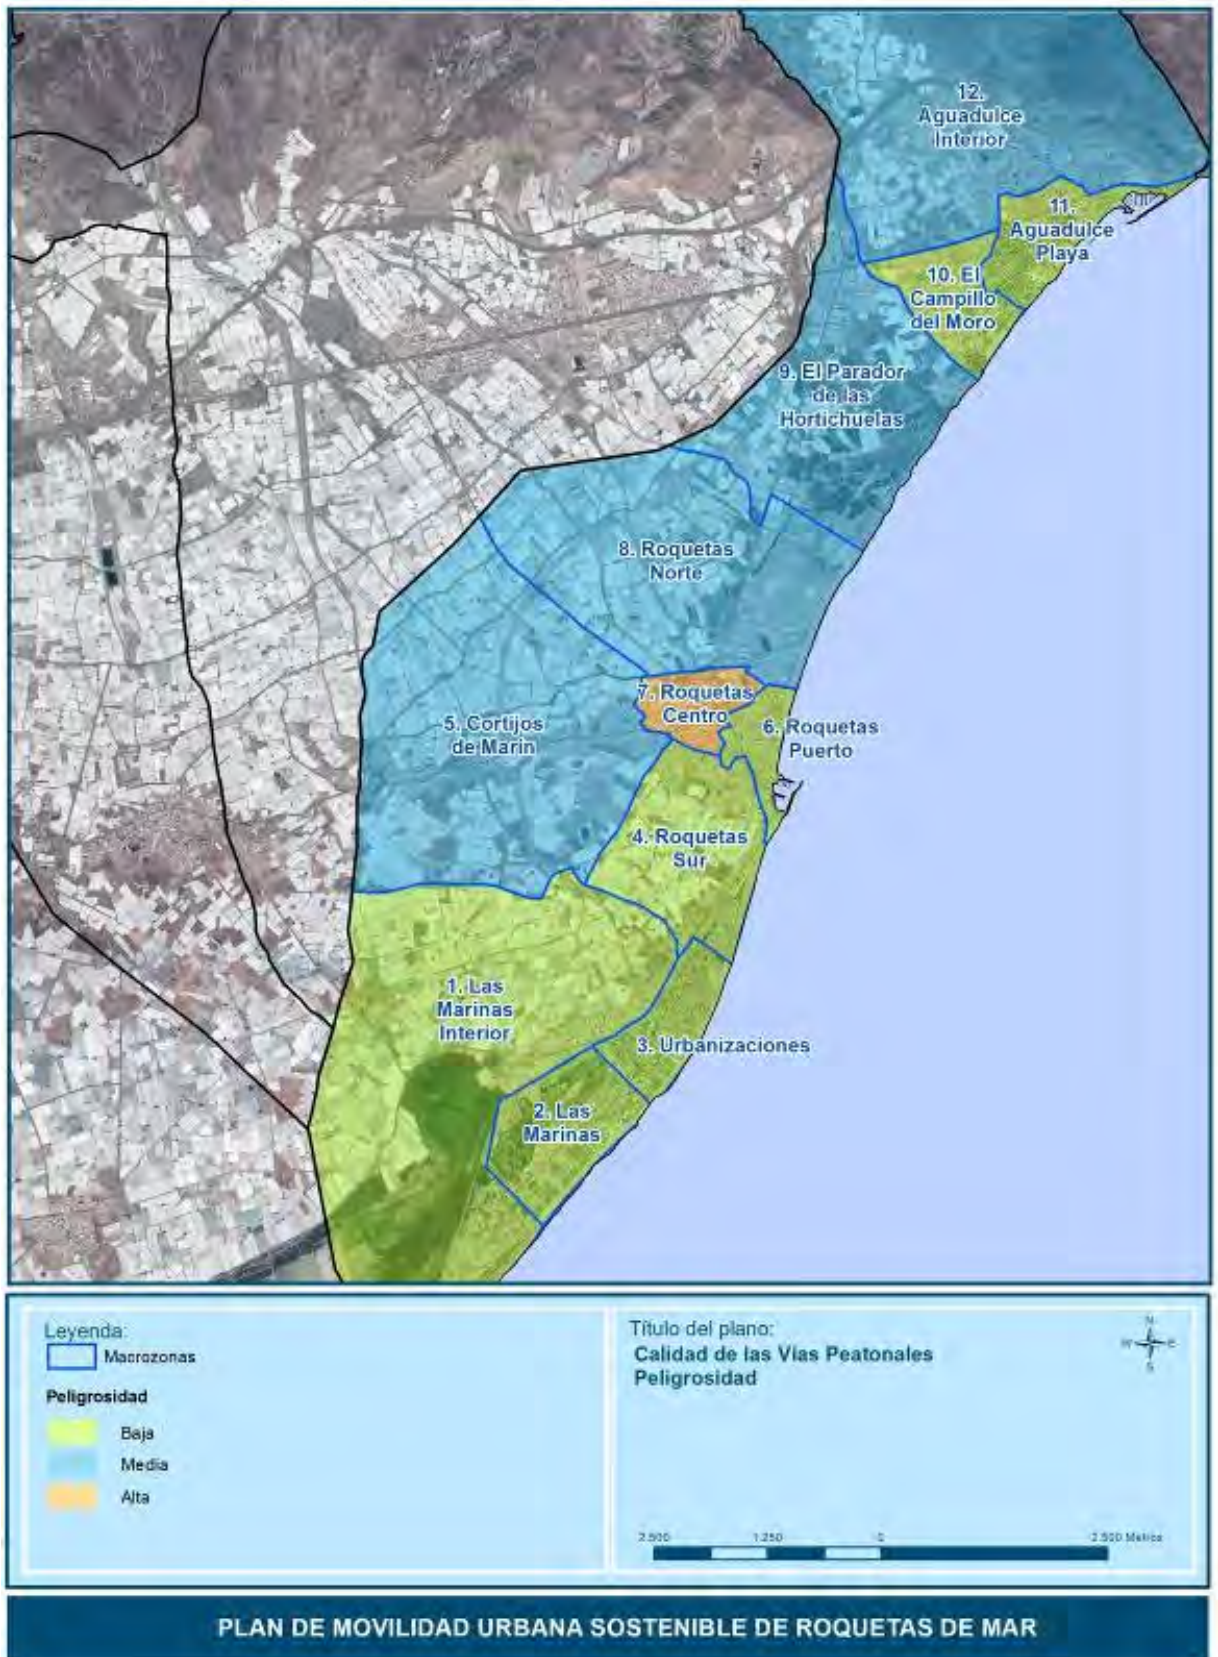 12.
Aguadulce
Interior
11.
Aguadulce
Playa
10. El
Campillo
del Moro
9. El Parador
de las
Hortichuelas
8. Roquetas
Norte
7. Roquetas
Centro
6. Roquetas
Puerto
5. Cortijos
de Marin
4. Roquetas
Sur
1. Las
Marinas
Interior
3. Urbanizaciones
2. Las
Marinas
Leyenda:
Macrozonas
Peligrosidad
Baja
Media
Alta
Título del plano:
Calidad de las Vías Peatonales
Peligrosidad
N
W E
S
2.500 1.250 0 2.500 Metros
PLAN DE MOVILIDAD URBANA SOSTENIBLE DE ROQUETAS DE MAR